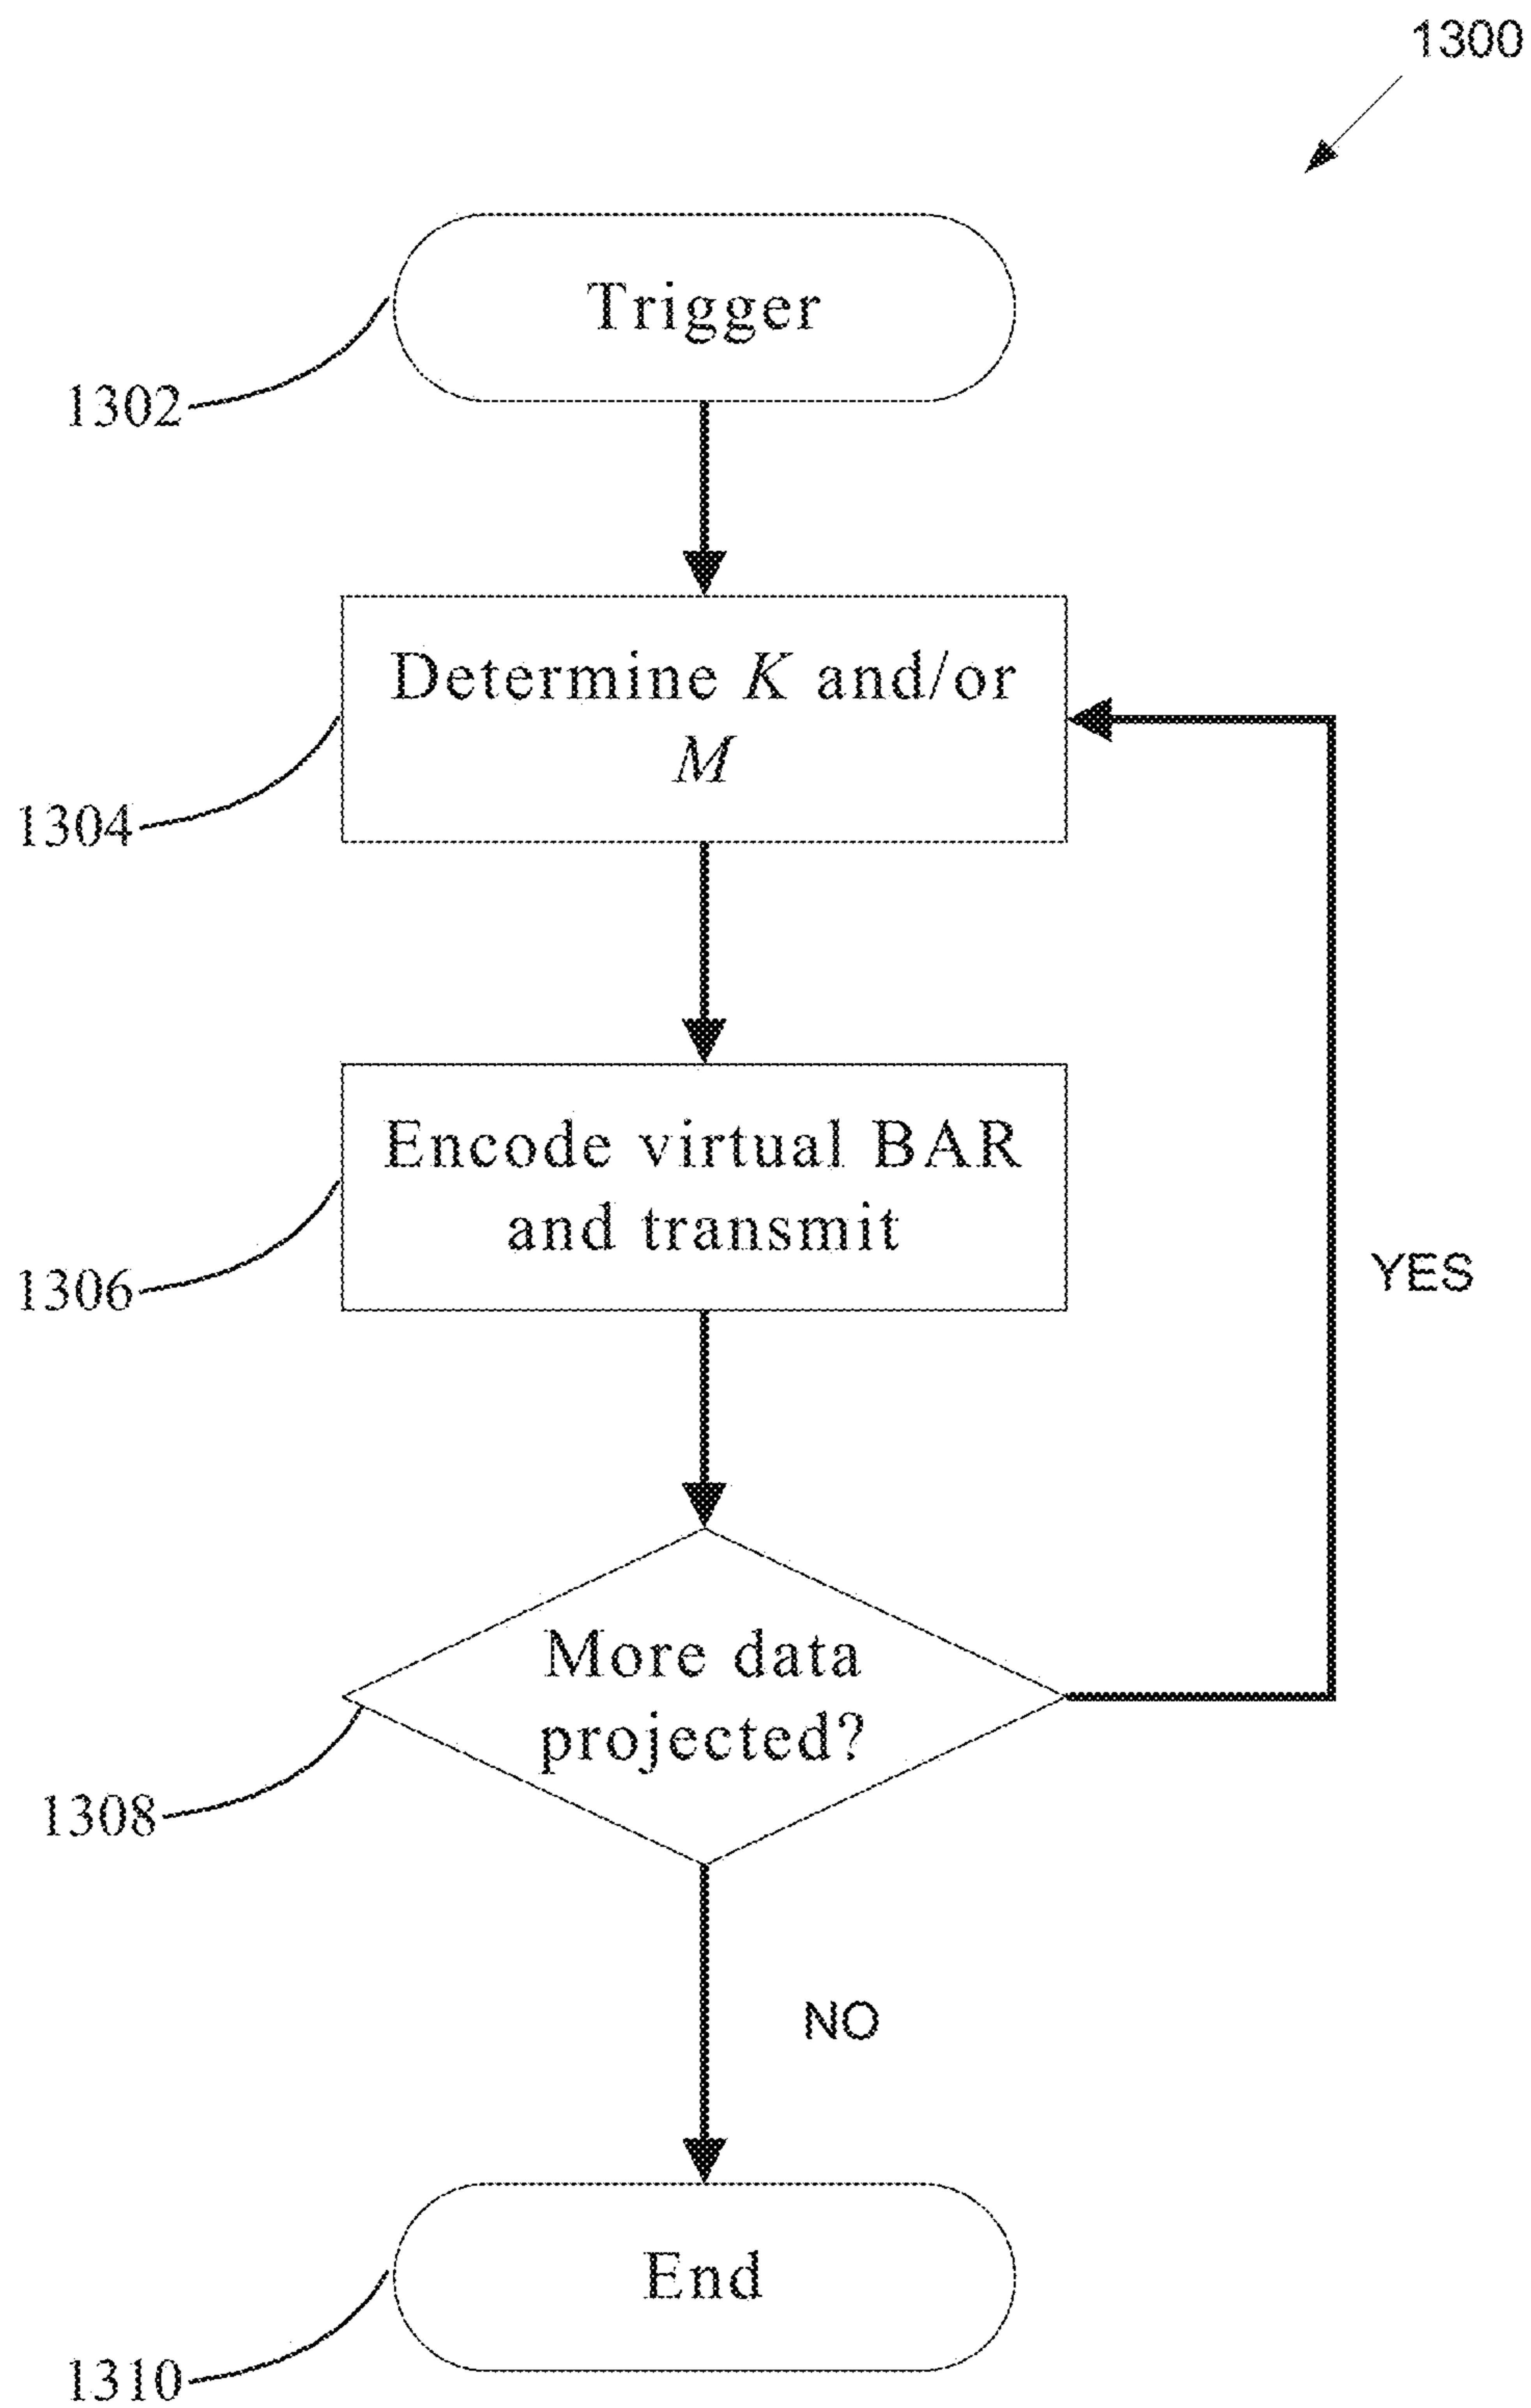 1300
Trigger
1302
Determine K and/or
M
1304
Encode virtual BAR
and transmit
1306
YES
More data
projected?
1308
NO
End
1310